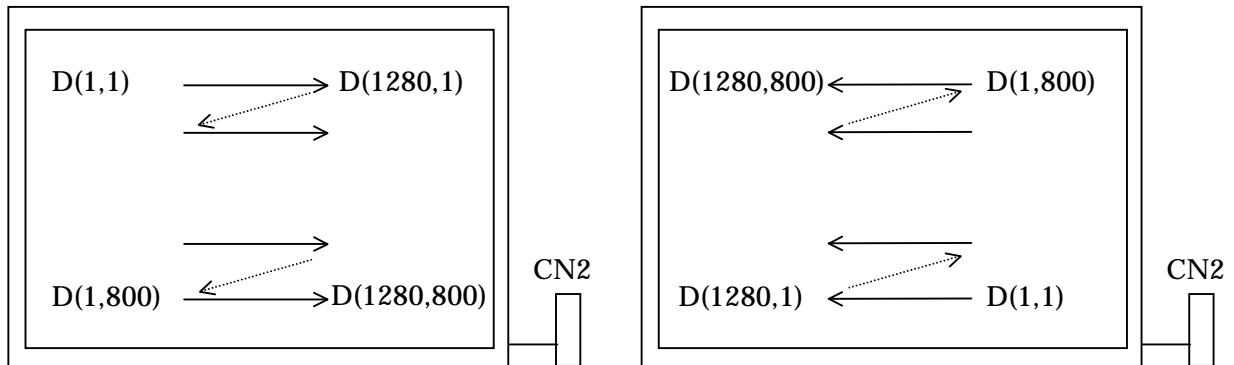 D(1,1) D(1280,1)
D(1,800) D(1280,800)
CN2
D(1280,800) D(1,800)
D(1280,1) D(1,1)
CN2